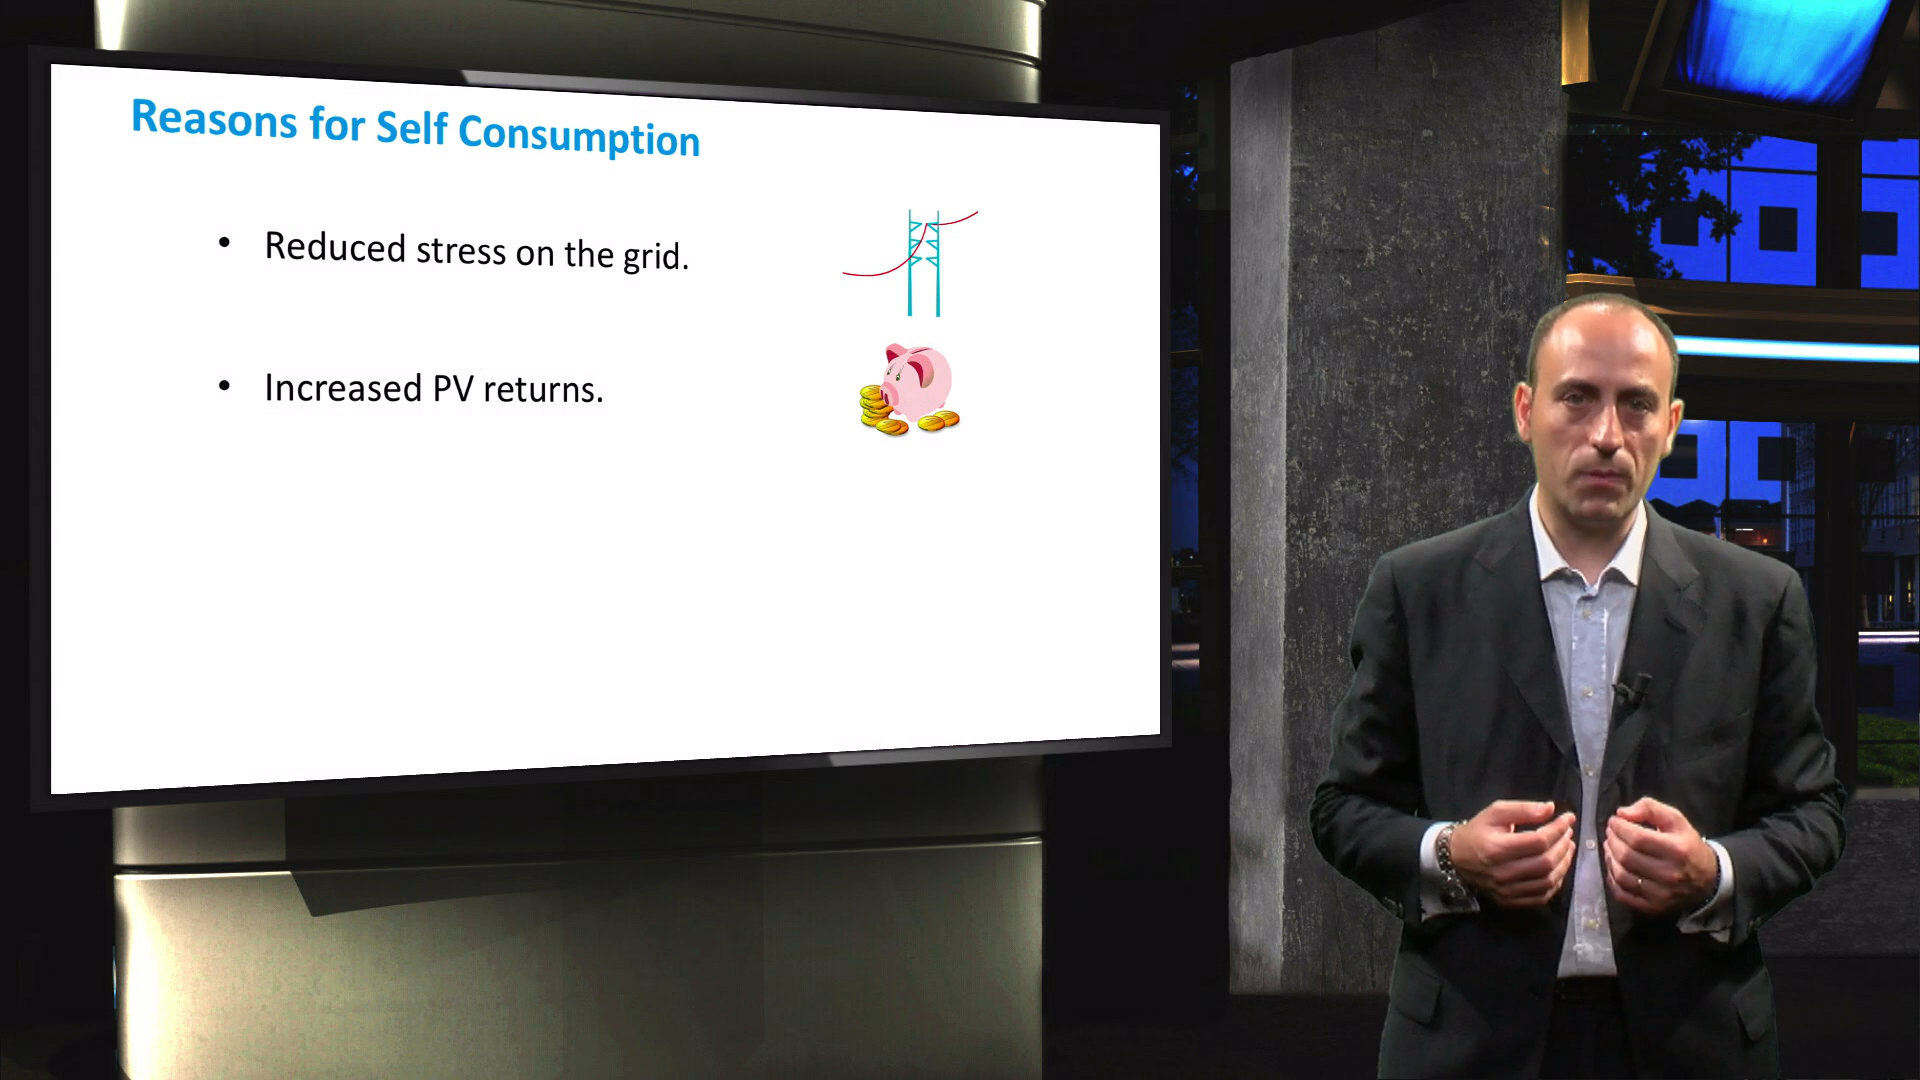 Reasons for Self Consumption
• Reduced stress on the grid.
• Increased PV returns.